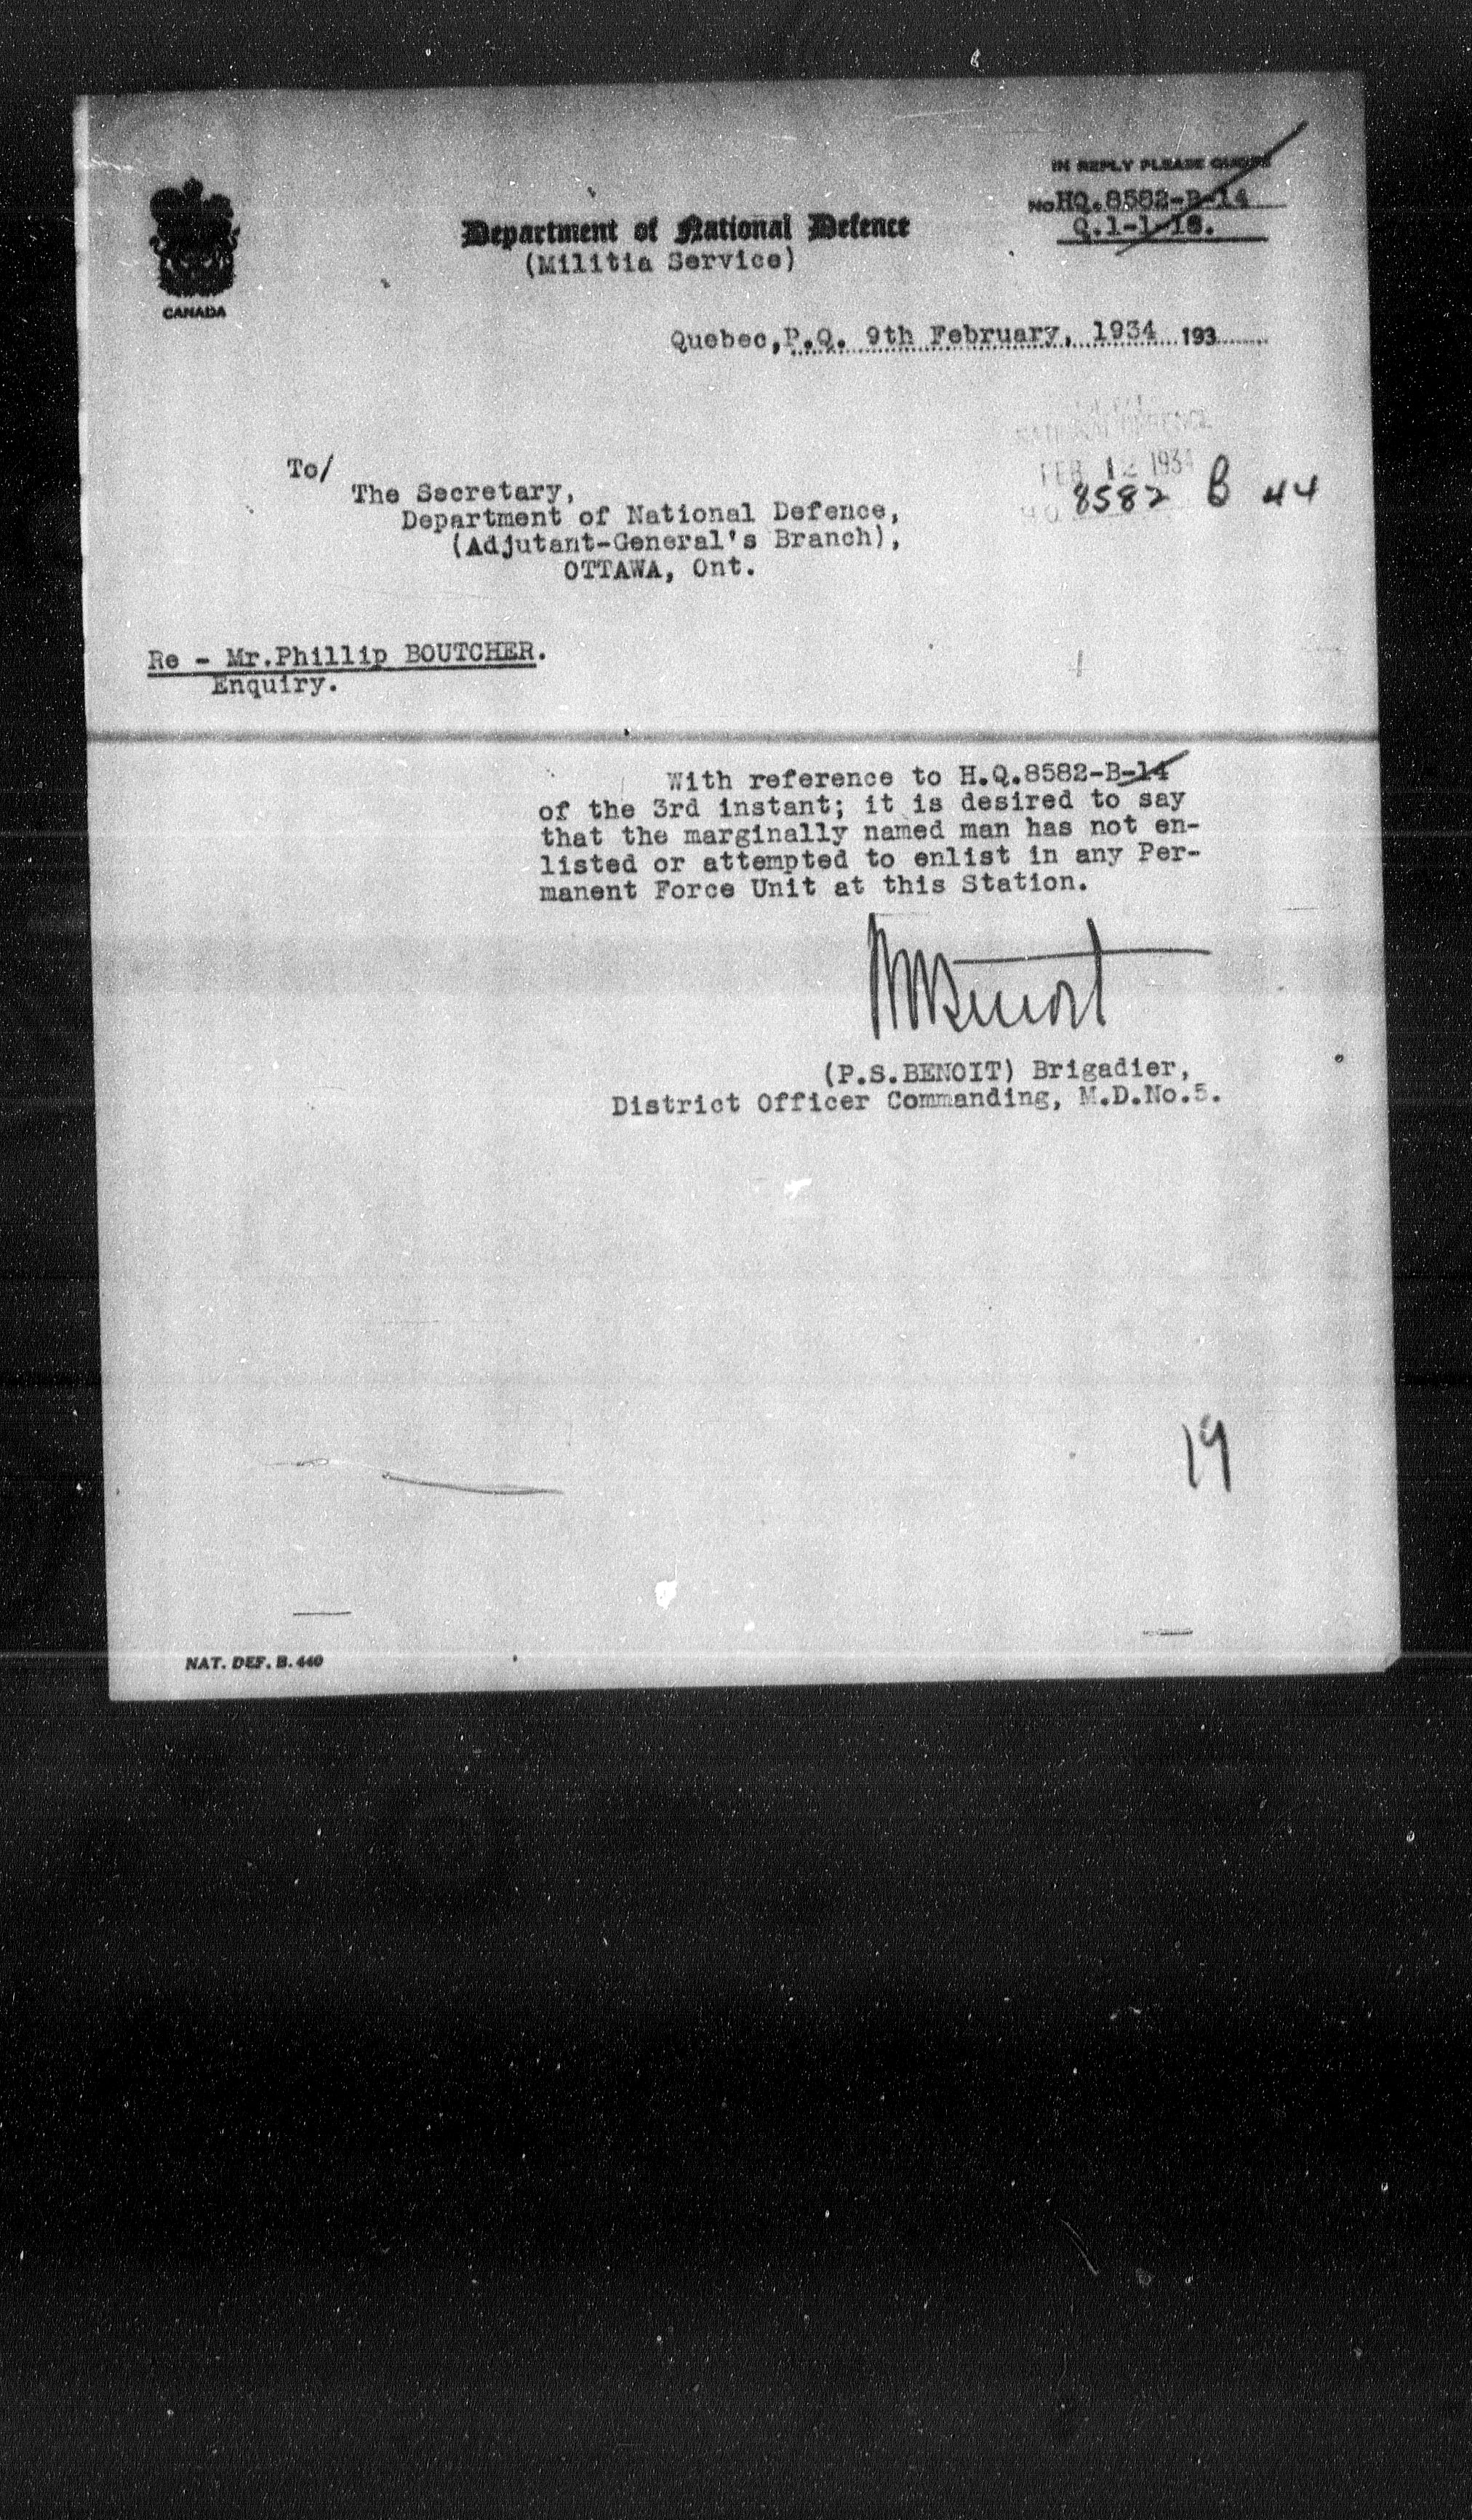 IN REPLY PLEASE QUOTE
No HQ.8582-B-14
Q.1-1-18.
CANADA
Department of National Defence
(Militia Service)
Quebec, P.Q. 9th February, 1934 193
NATIONAL DEFENCE
FEB 12 1934
8582 B 44
To/
The Secretary,
Department of National Defence,
(Adjutant-General's Branch),
OTTAWA, Ont.
Re - Mr.Phillip BOUTCHER.
Enquiry.
With reference to H.Q.8582-B-14
of the 3rd instant; it is desired to say
that the marginally named man has not en-
listed or attempted to enlist in any Per-
manent Force Unit at this Station.
Benoit
(P.S.BENOIT) Brigadier,
District Officer Commanding, M.D.No.5.
19
NAT. DEF. B. 440